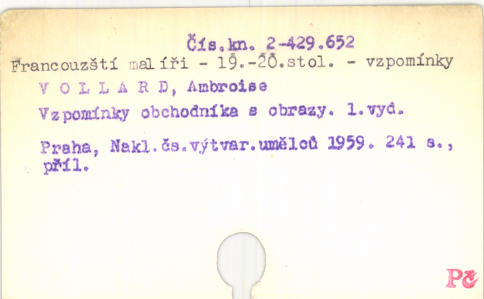 Čís.kn. 2-429.652
Francouzští malíři - 19.-20.stol. - vzpomínky
V O L L A R D, Ambroise
Vzpomínky obchodníka s obrazy. 1.vyd.
Praha, Nakl.čs.výtvar.umělců 1959. 241 s.,
příl.
Pč